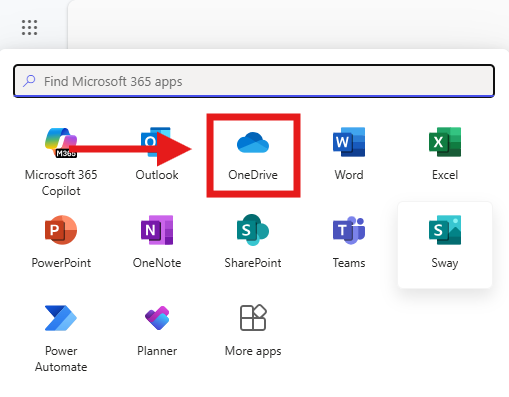 Find Microsoft 365 apps
M365
Microsoft 365
Copilot
Outlook
OneDrive
Word
Excel
PowerPoint
OneNote
SharePoint
Teams
Sway
Power
Automate
Planner
More apps